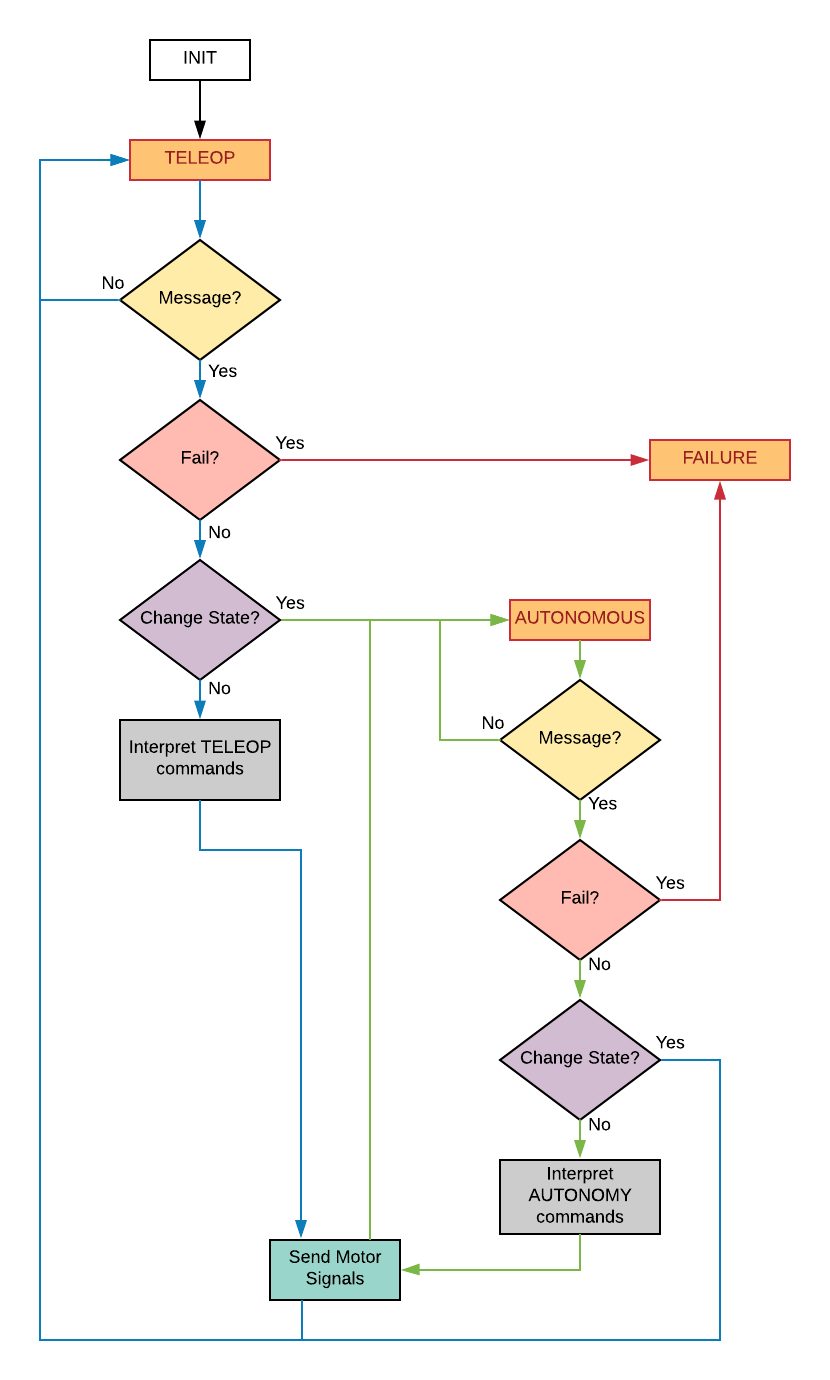 INIT
TELEOP
No
Message?
Yes
Fail?
Yes
FAILURE
No
Change State?
Yes
AUTONOMOUS
No
Interpret TELEOP
commands
No
Message?
Yes
Fail?
Yes
No
Change State?
Yes
No
Interpret
AUTONOMY
commands
Send Motor
Signals